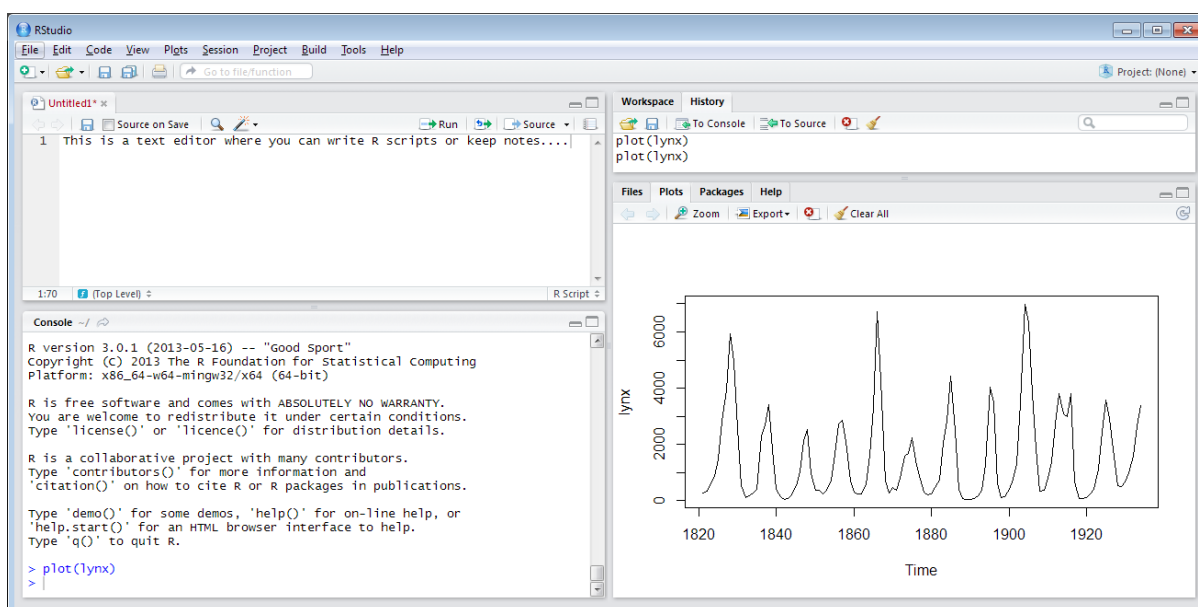 RStudio
File Edit Code View Plots Session Project Build Tools Help
Go to file/function
Project: (None)
Untitled1*
Source on Save
Run
Source
1 This is a text editor where you can write R scripts or keep notes....
1:70 (Top Level) R Script
Console ~/
R version 3.0.1 (2013-05-16) -- "Good Sport"
Copyright (C) 2013 The R Foundation for Statistical Computing
Platform: x86_64-w64-mingw32/x64 (64-bit)
R is free software and comes with ABSOLUTELY NO WARRANTY.
You are welcome to redistribute it under certain conditions.
Type 'license()' or 'licence()' for distribution details.
R is a collaborative project with many contributors.
Type 'contributors()' for more information and
'citation()' on how to cite R or R packages in publications.
Type 'demo()' for some demos, 'help()' for on-line help, or
'help.start()' for an HTML browser interface to help.
Type 'q()' to quit R.
> plot(lynx)
>
Workspace History
To Console To Source
plot(lynx)
plot(lynx)
Files Plots Packages Help
Zoom Export Clear All
lynx
6000
4000
2000
0
1820 1840 1860 1880 1900 1920
Time